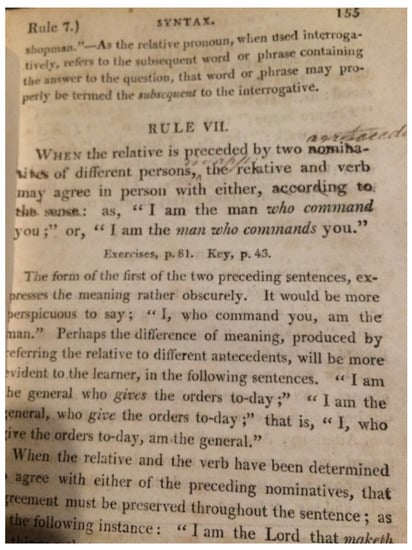 Rule 7.) SYNTAX. 155
shopman."—As the relative pronoun, when used interroga-
tively, refers to the subsequent word or phrase containing
the answer to the question, that word or phrase may pro-
perly be termed the subsequent to the interrogative.
RULE VII.
WHEN the relative is preceded by two nomina-
tives of different persons, the relative and verb
may agree in person with either, according to
the sense: as, "I am the man who command
you;" or, "I am the man who commands you."
Exercises, p. 81. Key, p. 43.
The form of the first of the two preceding sentences, ex-
presses the meaning rather obscurely. It would be more
perspicuous to say; "I, who command you, am the
man." Perhaps the difference of meaning, produced by
referring the relative to different antecedents, will be more
evident to the learner, in the following sentences. "I am
he general who gives the orders to-day;" "I am the
general, who give the orders to-day;" that is, "I, who
give the orders to-day, am the general."
When the relative and the verb have been determined
agree with either of the preceding nominatives, that
greement must be preserved throughout the sentence; as
the following instance: "I am the Lord that maketh